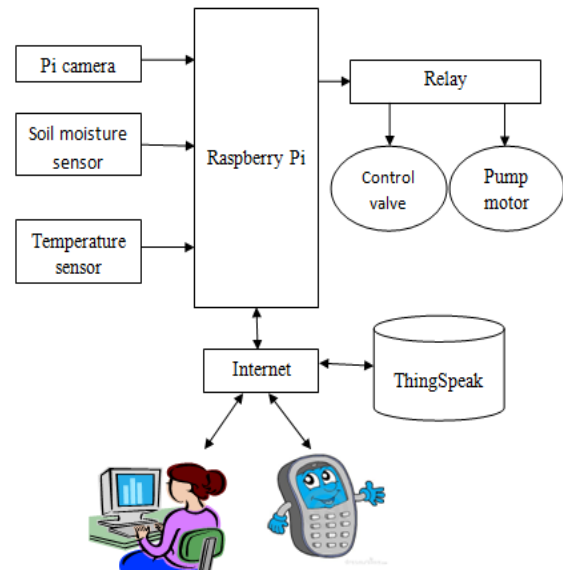 Pi camera
Soil moisture
sensor
Temperature
sensor
Raspberry Pi
Relay
Control
valve
Pump
motor
Internet
ThingSpeak